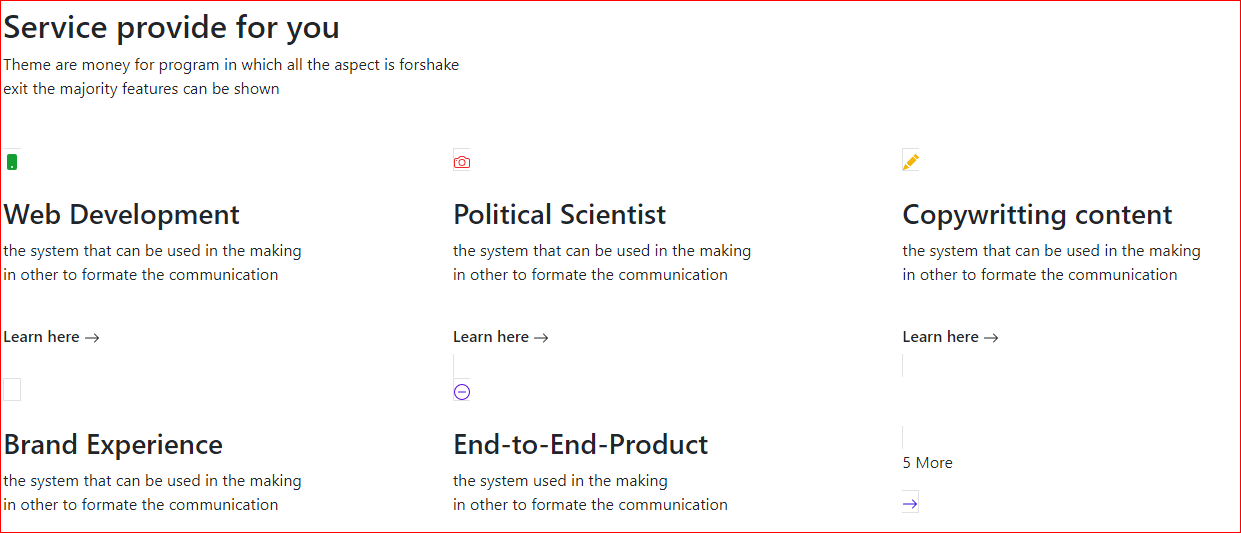 Service provide for you
Theme are money for program in which all the aspect is forshake
exit the majority features can be shown
Web Development
the system that can be used in the making
in other to formate the communication
Learn here →
Political Scientist
the system that can be used in the making
in other to formate the communication
Learn here →
Copywritting content
the system that can be used in the making
in other to formate the communication
Learn here →
Brand Experience
the system that can be used in the making
in other to formate the communication
End-to-End-Product
the system used in the making
in other to formate the communication
5 More
→